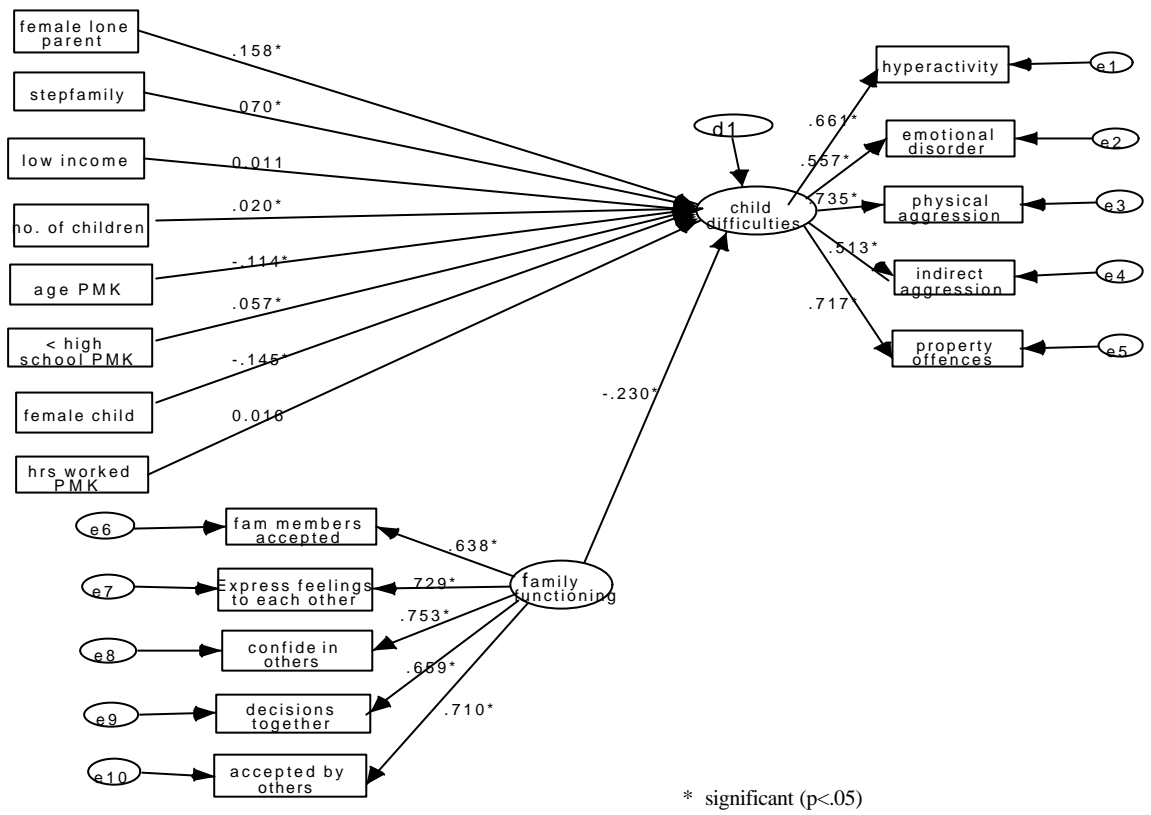 female lone
parent
.158*
stepfamily
.070*
low income
0.011
no. of children
.020*
age PMK
-.114*
< high
school PMK
.057*
female child
-.145*
hrs worked
PMK
0.016
d1
child
difficulties
.661*
hyperactivity
e1
.557*
emotional
disorder
e2
.735*
physical
aggression
e3
.513*
indirect
aggression
e4
.717*
property
offences
e5
-.230*
e6
fam members
accepted
.638*
e7
Express feelings
to each other
.729*
family
functioning
e8
confide in
others
.753*
e9
decisions
together
.659*
e10
accepted by
others
.710*
* significant (p<.05)